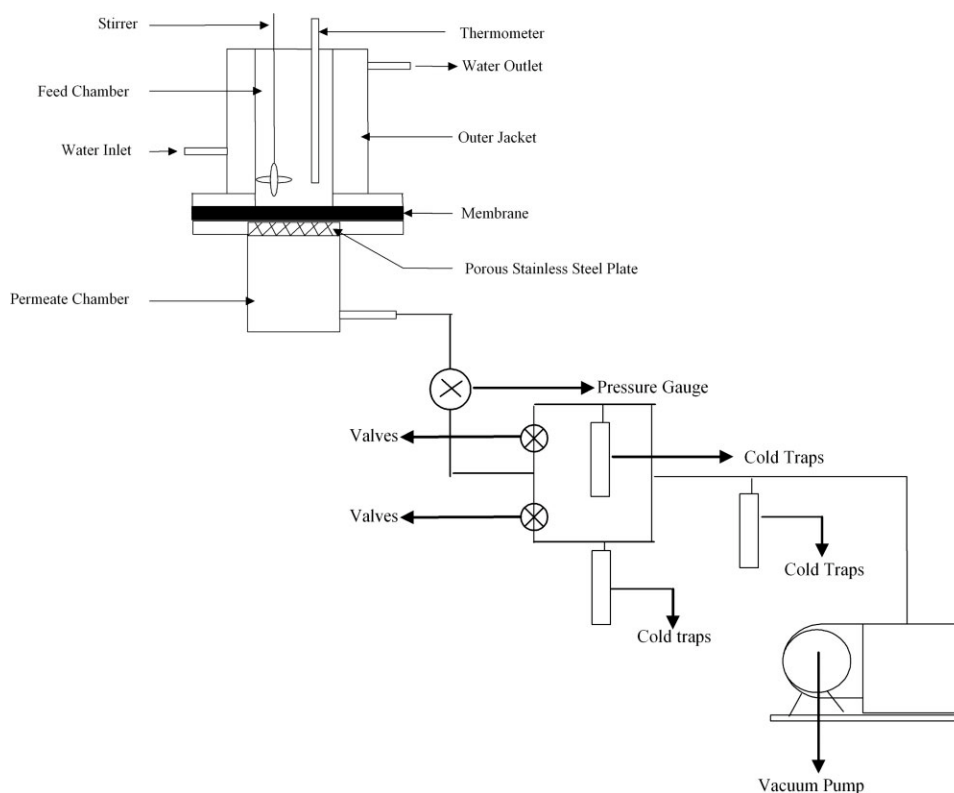 Stirrer
Thermometer
Water Outlet
Feed Chamber
Outer Jacket
Water Inlet
Membrane
Porous Stainless Steel Plate
Permeate Chamber
Pressure Gauge
Valves
Cold Traps
Valves
Cold Traps
Cold traps
Vacuum Pump